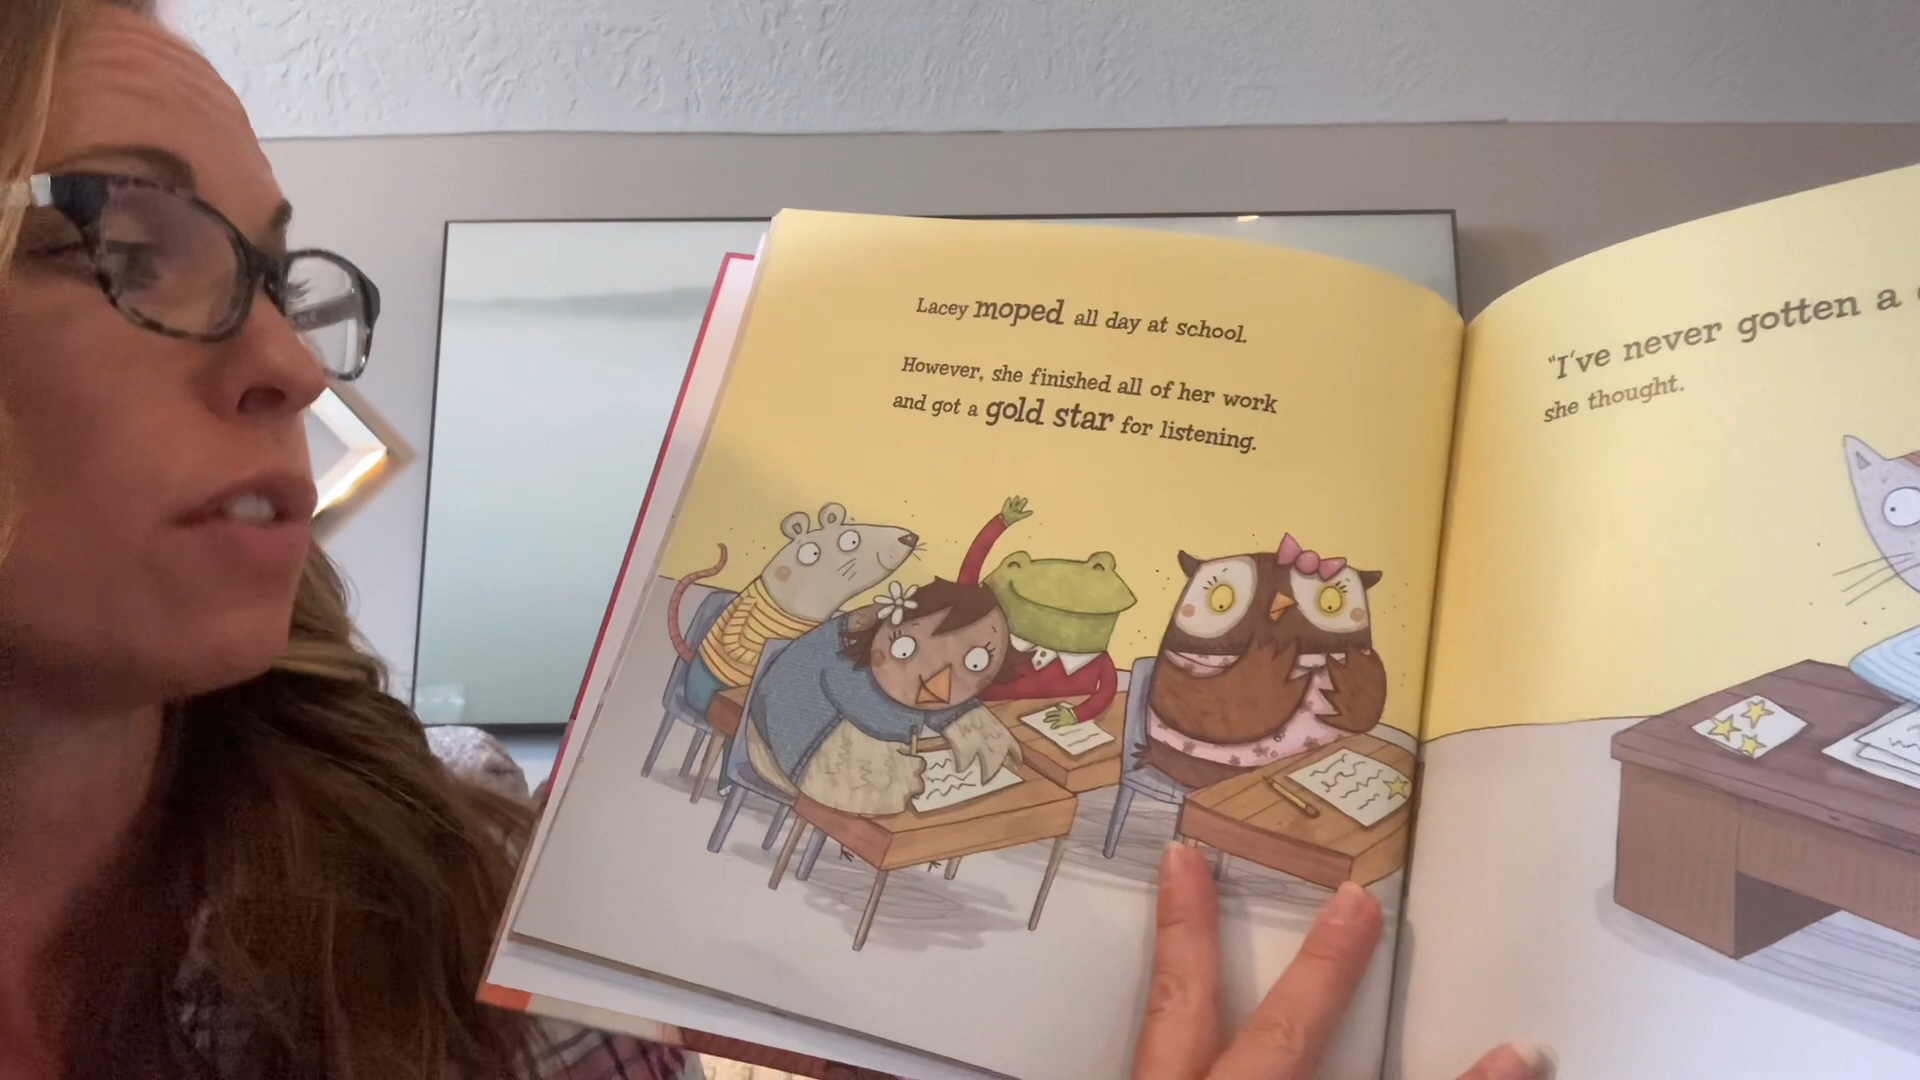 Lacey moped all day at school.
However, she finished all of her work
and got a gold star for listening.
"I've never gotten a
she thought.